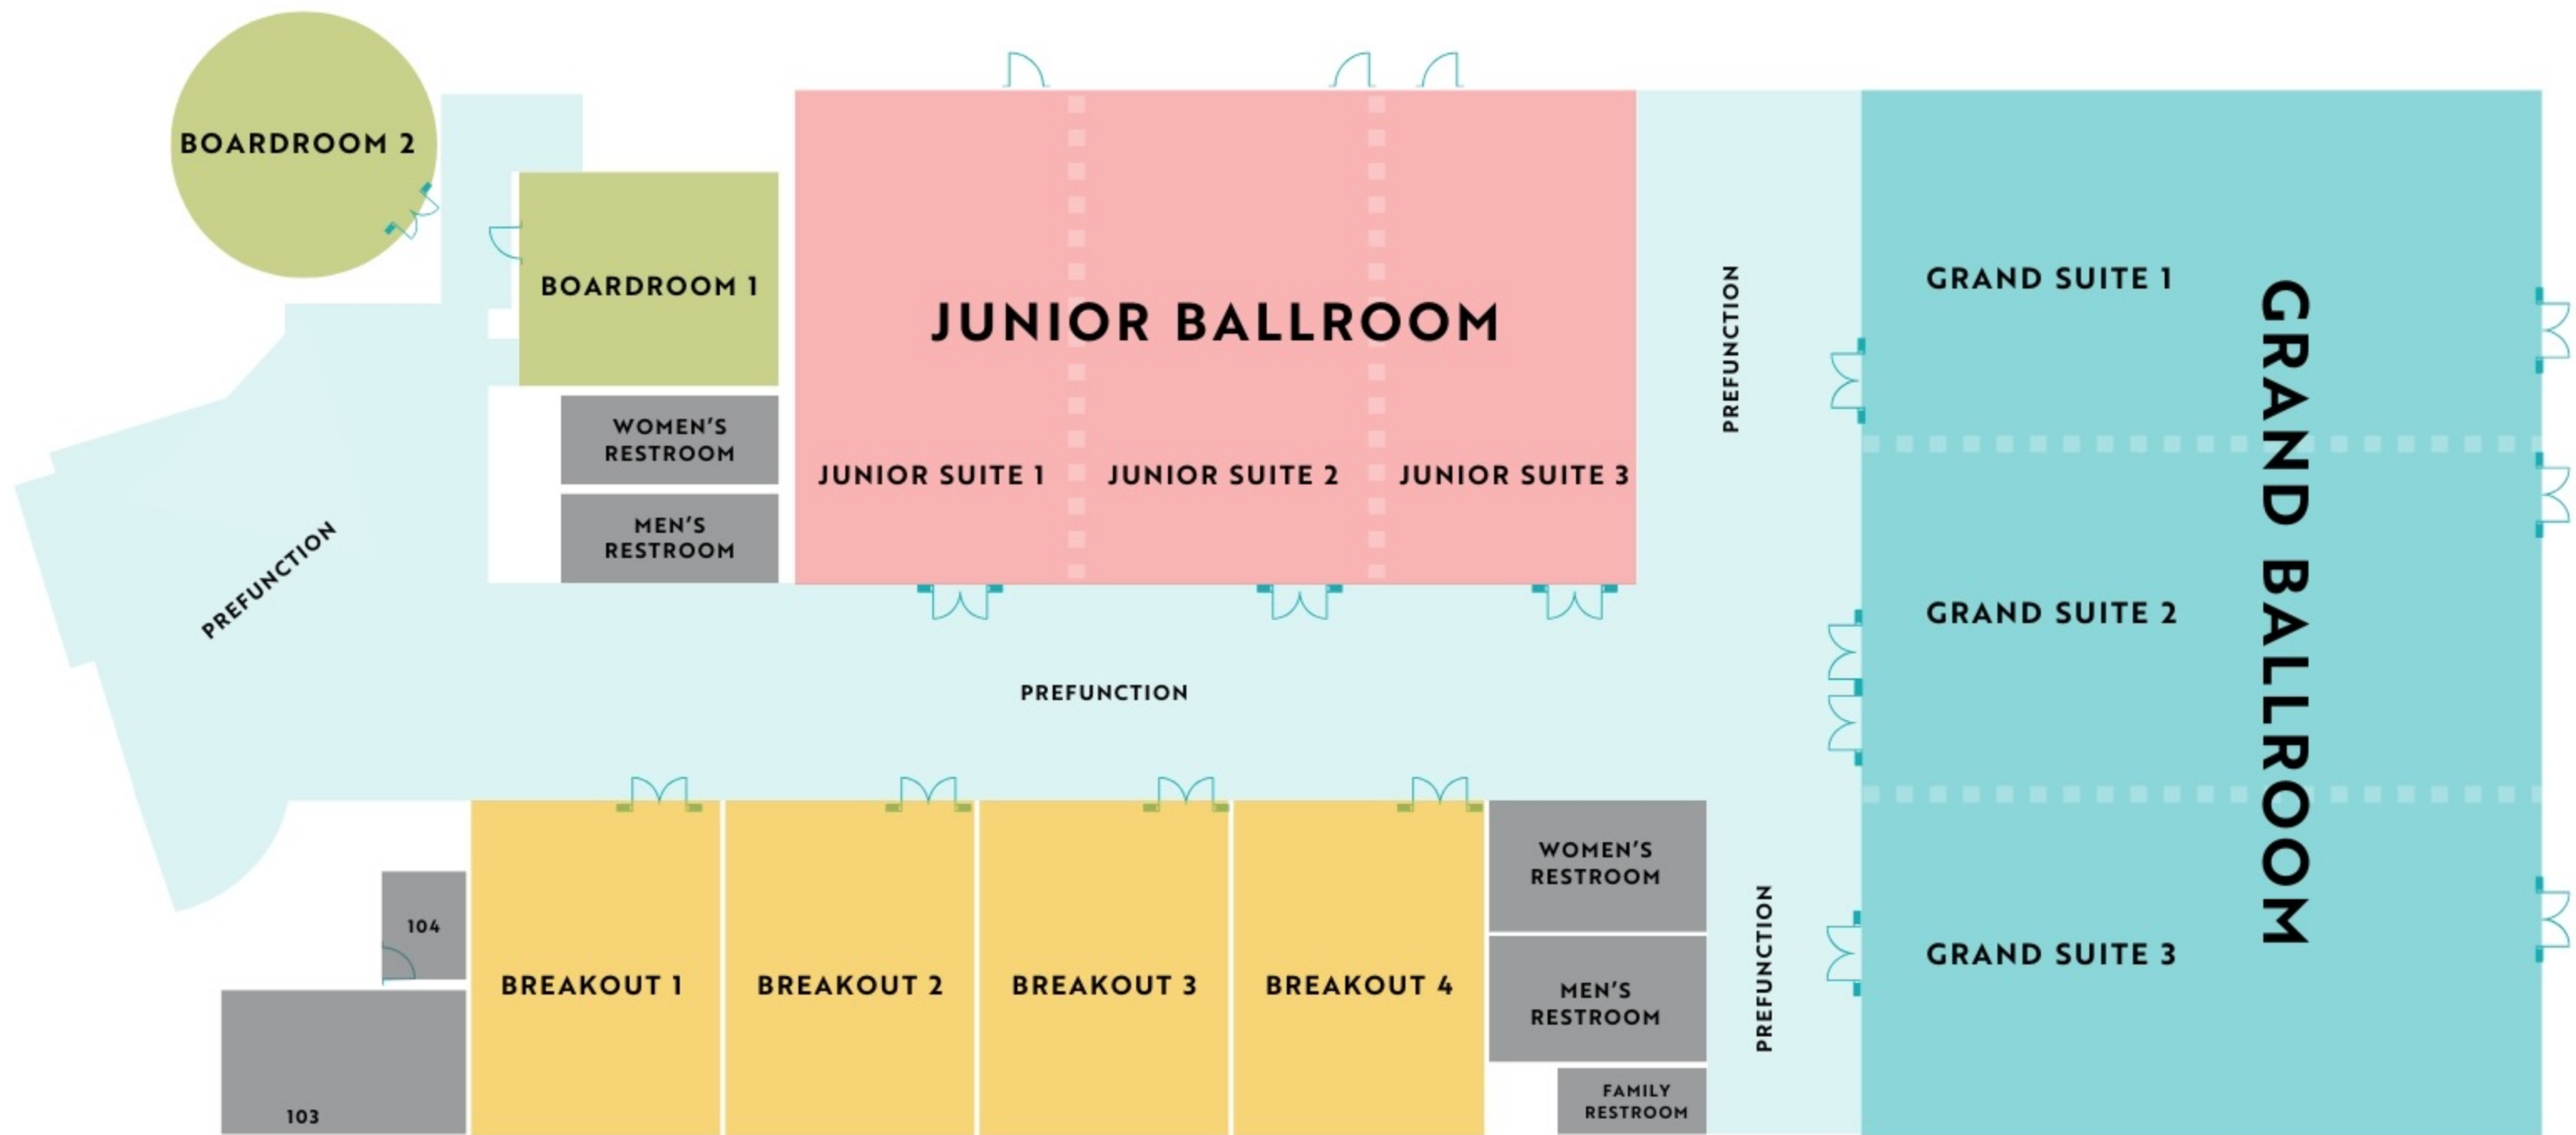 BOARDROOM 2
BOARDROOM 1
WOMEN'S
RESTROOM
MEN'S
RESTROOM
PREFUNCTION
JUNIOR BALLROOM
JUNIOR SUITE 1
JUNIOR SUITE 2
JUNIOR SUITE 3
PREFUNCTION
GRAND SUITE 1
GRAND SUITE 2
GRAND SUITE 3
GRAND BALLROOM
PREFUNCTION
104
103
BREAKOUT 1
BREAKOUT 2
BREAKOUT 3
BREAKOUT 4
WOMEN'S
RESTROOM
MEN'S
RESTROOM
FAMILY
RESTROOM
PREFUNCTION